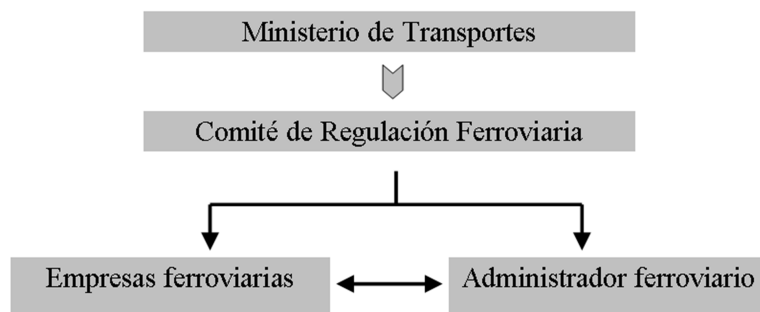 Ministerio de Transportes
Comité de Regulación Ferroviaria
Empresas ferroviarias
Administrador ferroviario